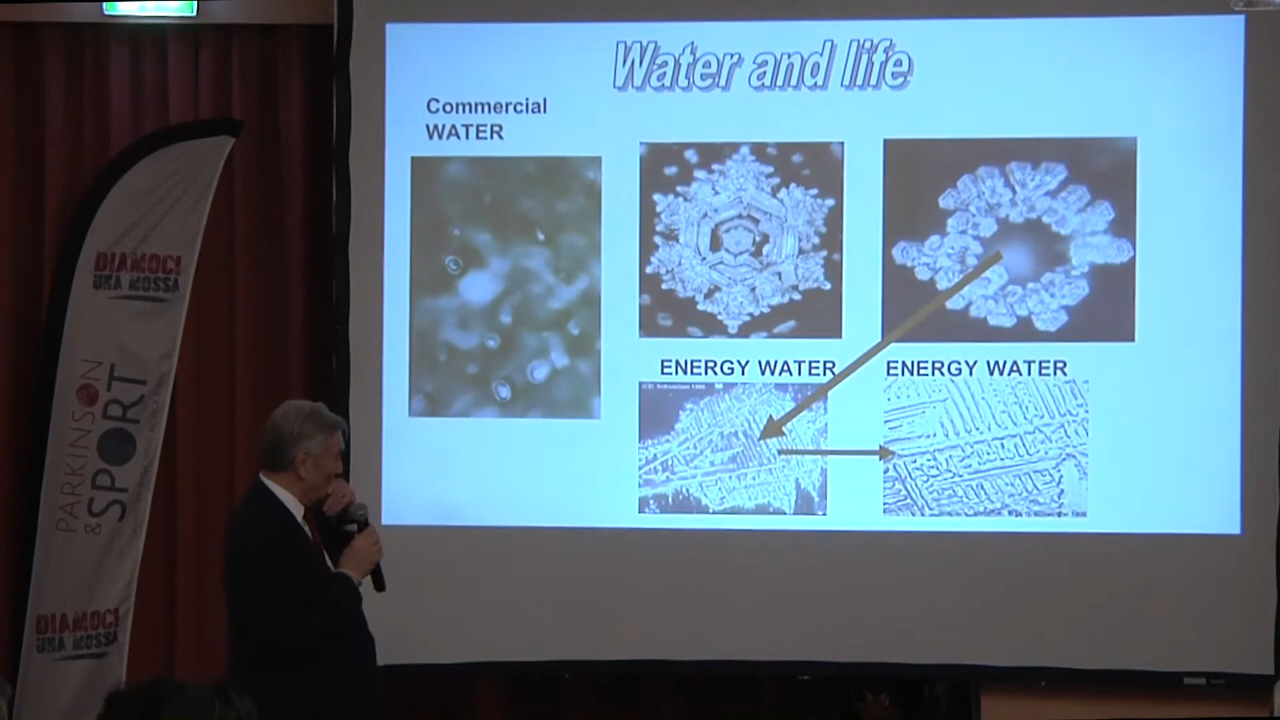 Water and life
Commercial
WATER
ENERGY WATER
ENERGY WATER
DIAMOCI
UNA MOSSA
PARKINSON
& SPORT
DIAMOCI
UNA MOSSA